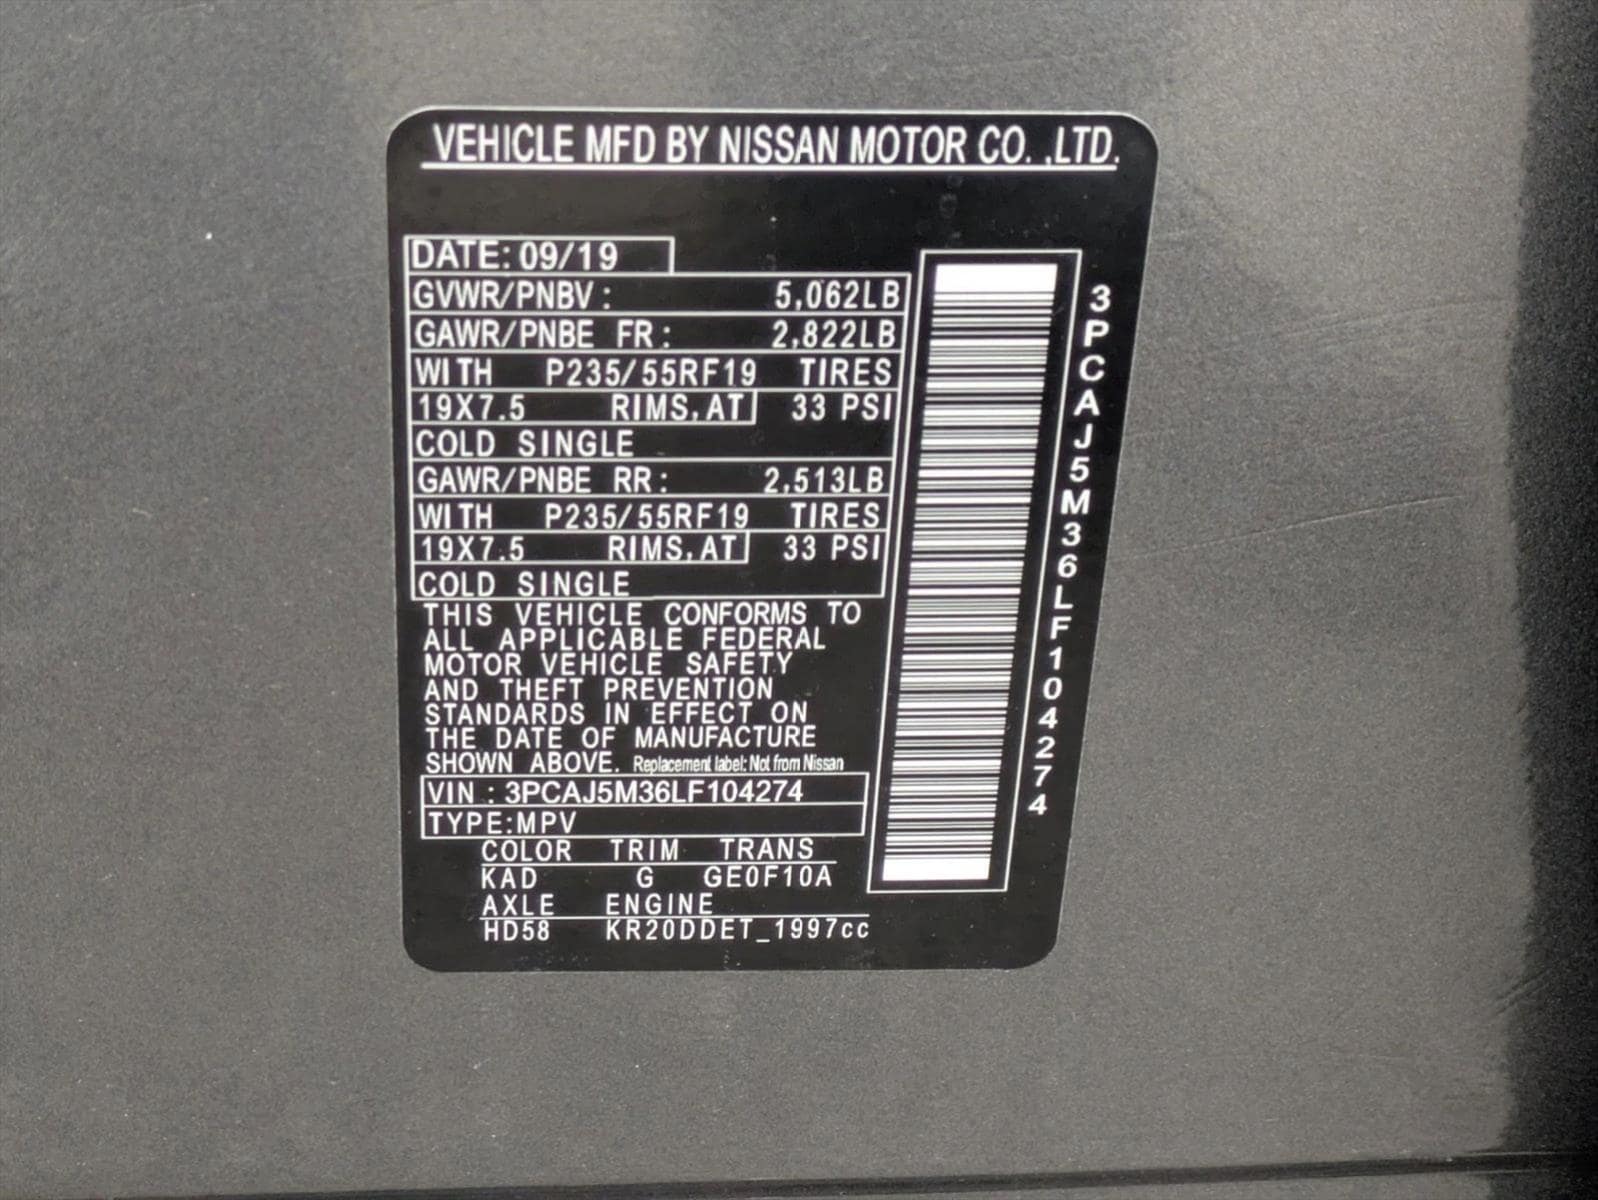 VEHICLE MFD BY NISSAN MOTOR CO. ,LTD.
DATE: 09/19
GVWR/PNBV : 5,062LB
GAWR/PNBE FR : 2,822LB
WITH P235/55RF19 TIRES
19X7.5 RIMS, AT 33 PSI
COLD SINGLE
GAWR/PNBE RR : 2,513LB
WITH P235/55RF19 TIRES
19X7.5 RIMS, AT 33 PSI
COLD SINGLE
THIS VEHICLE CONFORMS TO
ALL APPLICABLE FEDERAL
MOTOR VEHICLE SAFETY
AND THEFT PREVENTION
STANDARDS IN EFFECT ON
THE DATE OF MANUFACTURE
SHOWN ABOVE. Replacement label: Not from Nissan
VIN : 3PCAJ5M36LF104274
TYPE:MPV
COLOR TRIM TRANS
KAD G GE0F10A
AXLE ENGINE
HD58 KR20DDET_1997cc
3PCAJ5M36LF104274